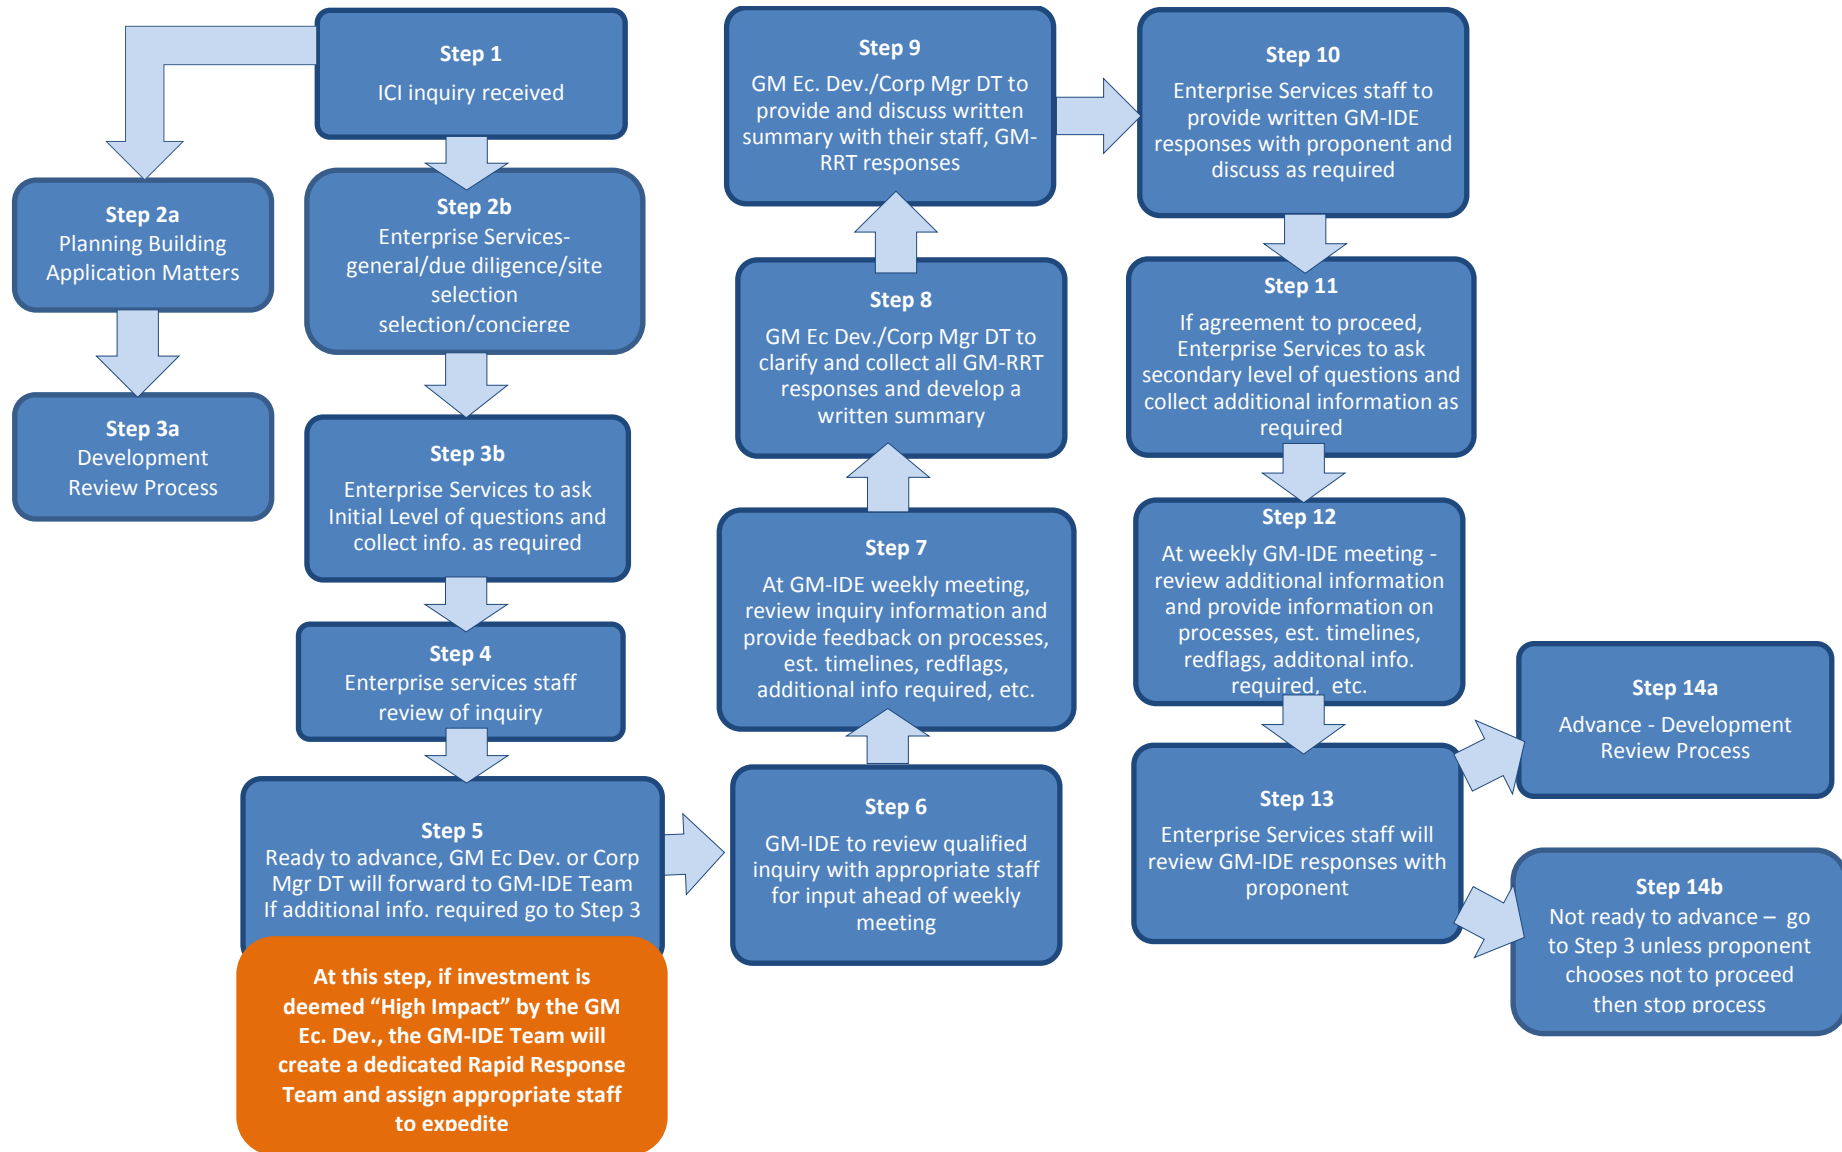 Step 1
ICI inquiry received
Step 2a
Planning Building
Application Matters
Step 3a
Development
Review Process
Step 2b
Enterprise Services-
general/due diligence/site
selection
selection/concierge
Step 3b
Enterprise Services to ask
Initial Level of questions and
collect info. as required
Step 4
Enterprise services staff
review of inquiry
Step 5
Ready to advance, GM Ec Dev. or Corp
Mgr DT will forward to GM-IDE Team
If additional info. required go to Step 3
At this step, if investment is
deemed “High Impact” by the GM
Ec. Dev., the GM-IDE Team will
create a dedicated Rapid Response
Team and assign appropriate staff
to expedite
Step 6
GM-IDE to review qualified
inquiry with appropriate staff
for input ahead of weekly
meeting
Step 7
At GM-IDE weekly meeting,
review inquiry information and
provide feedback on processes,
est. timelines, redflags,
additional info required, etc.
Step 8
GM Ec Dev./Corp Mgr DT to
clarify and collect all GM-RRT
responses and develop a
written summary
Step 9
GM Ec. Dev./Corp Mgr DT to
provide and discuss written
summary with their staff, GM-
RRT responses
Step 10
Enterprise Services staff to
provide written GM-IDE
responses with proponent and
discuss as required
Step 11
If agreement to proceed,
Enterprise Services to ask
secondary level of questions and
collect additional information as
required
Step 12
At weekly GM-IDE meeting -
review additional information
and provide information on
processes, est. timelines,
redflags, additonal info.
required, etc.
Step 13
Enterprise Services staff will
review GM-IDE responses with
proponent
Step 14a
Advance - Development
Review Process
Step 14b
Not ready to advance – go
to Step 3 unless proponent
chooses not to proceed
then stop process